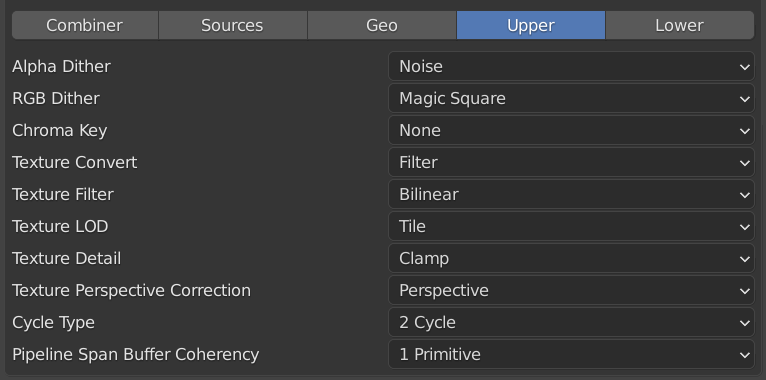 Combiner Sources Geo Upper Lower
Alpha Dither Noise
RGB Dither Magic Square
Chroma Key None
Texture Convert Filter
Texture Filter Bilinear
Texture LOD Tile
Texture Detail Clamp
Texture Perspective Correction Perspective
Cycle Type 2 Cycle
Pipeline Span Buffer Coherency 1 Primitive